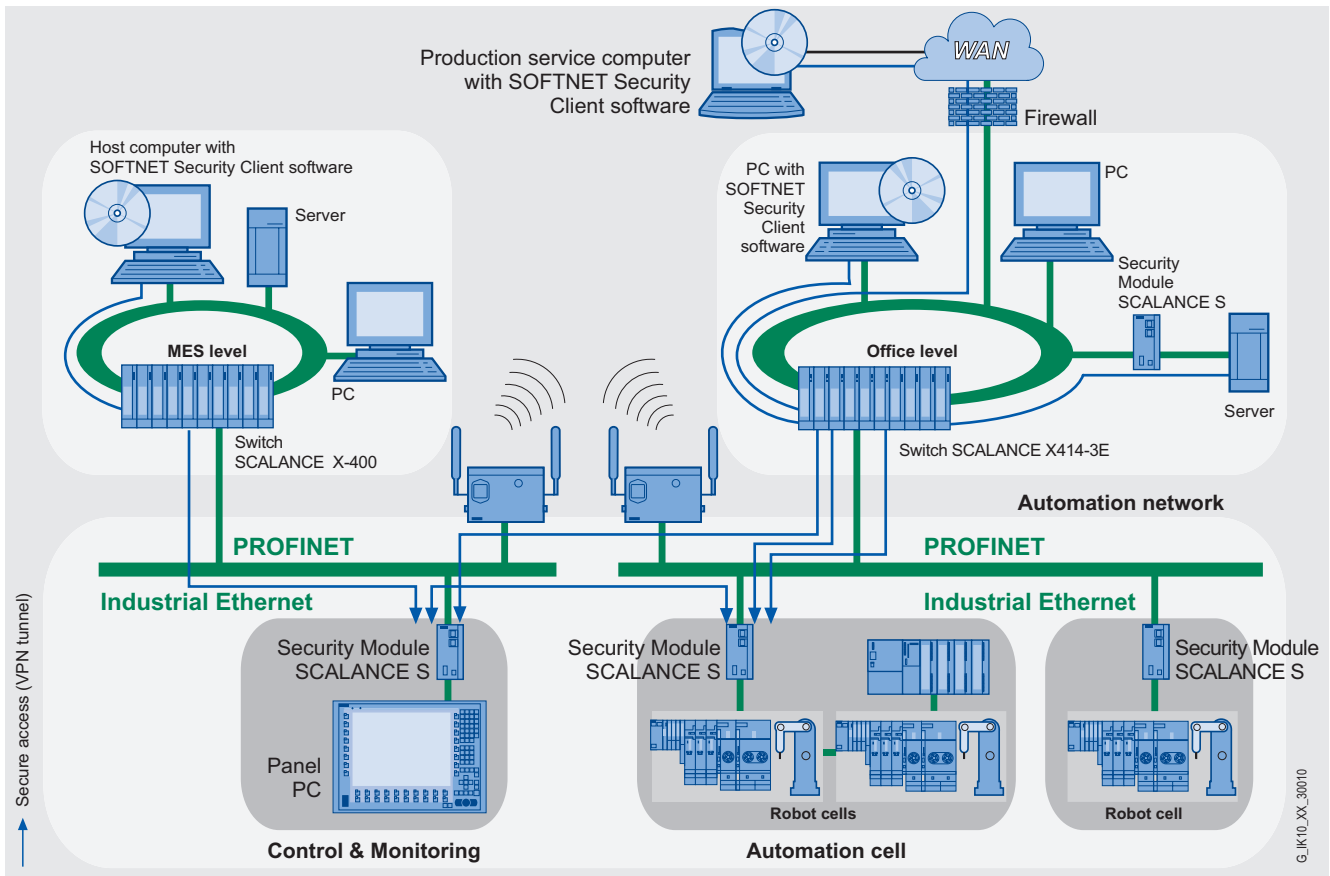 Production service computer
with SOFTNET Security
Client software
WAN
Firewall
Host computer with
SOFTNET Security Client software
Server
MES level
PC
Switch
SCALANCE X-400
PC with
SOFTNET
Security
Client
software
PC
Security
Module
SCALANCE S
Office level
Server
Switch SCALANCE X414-3E
Automation network
PROFINET
Industrial Ethernet
PROFINET
Industrial Ethernet
Security Module
SCALANCE S
Panel
PC
Control & Monitoring
Security Module
SCALANCE S
Robot cells
Automation cell
Security Module
SCALANCE S
Robot cell
Secure access (VPN tunnel)
G_IK10_XX_30010